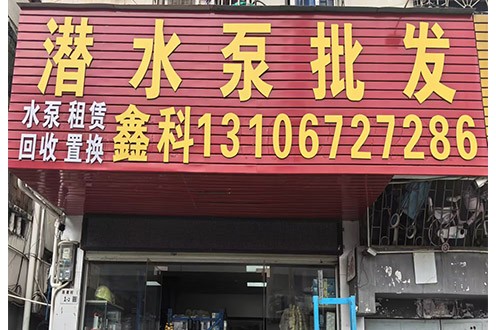 潜水泵批发
水泵 租赁
回收 置换
鑫科13106727286